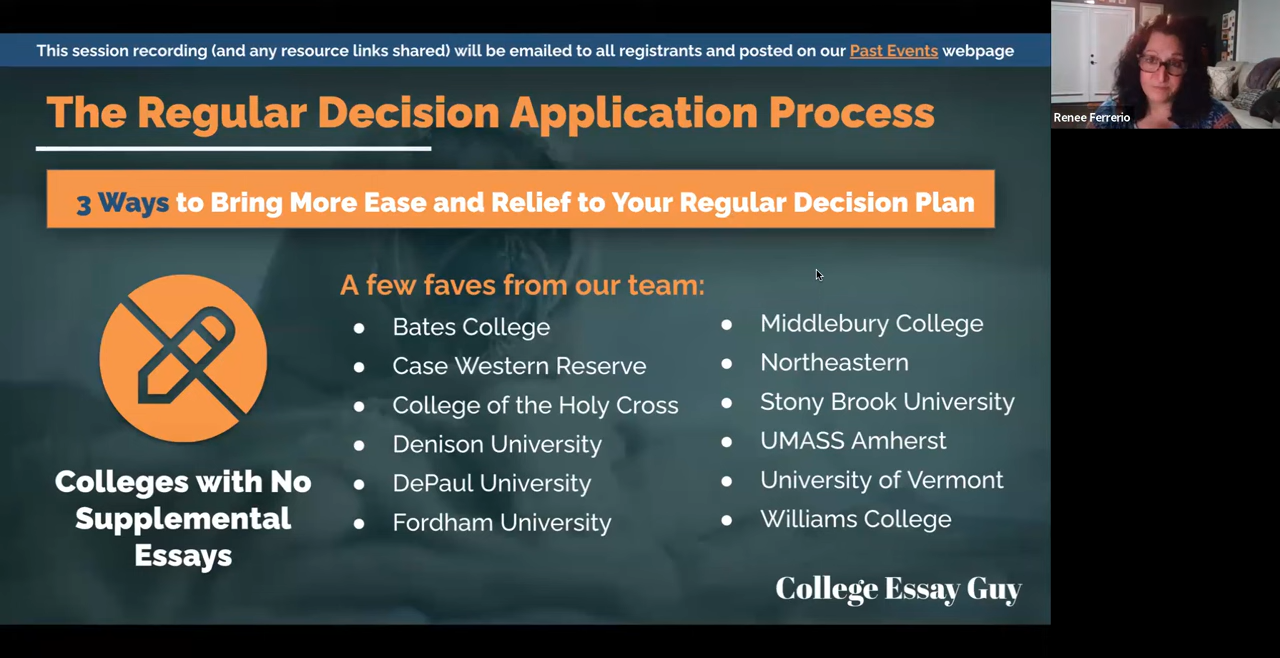 This session recording (and any resource links shared) will be emailed to all registrants and posted on our Past Events webpage
The Regular Decision Application Process
3 Ways to Bring More Ease and Relief to Your Regular Decision Plan
A few faves from our team:
● Bates College
● Case Western Reserve
● College of the Holy Cross
● Denison University
● DePaul University
● Fordham University
● Middlebury College
● Northeastern
● Stony Brook University
● UMASS Amherst
● University of Vermont
● Williams College
Colleges with No
Supplemental
Essays
College Essay Guy
Renee Ferrerio